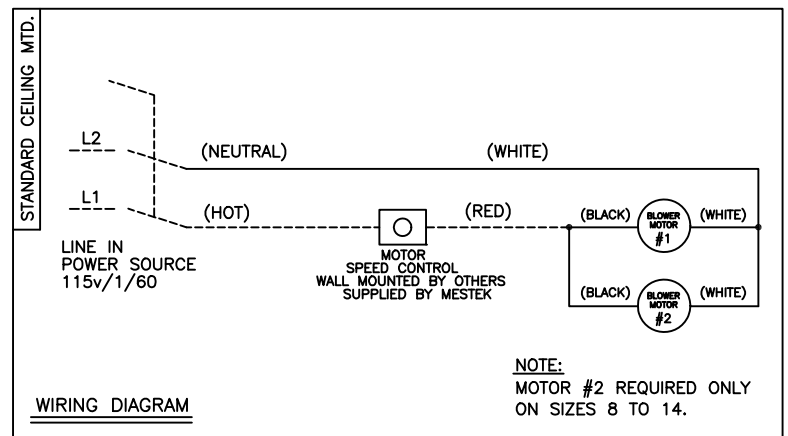 STANDARD CEILING MTD.
L2
(NEUTRAL)
(WHITE)
L1
(HOT)
(RED)
(BLACK)
BLOWER
MOTOR
#1
(WHITE)
LINE IN
POWER SOURCE
115v/1/60
MOTOR
SPEED CONTROL
WALL MOUNTED BY OTHERS
SUPPLIED BY MESTEK
(BLACK)
BLOWER
MOTOR
#2
(WHITE)
NOTE:
MOTOR #2 REQUIRED ONLY
ON SIZES 8 TO 14.
WIRING DIAGRAM